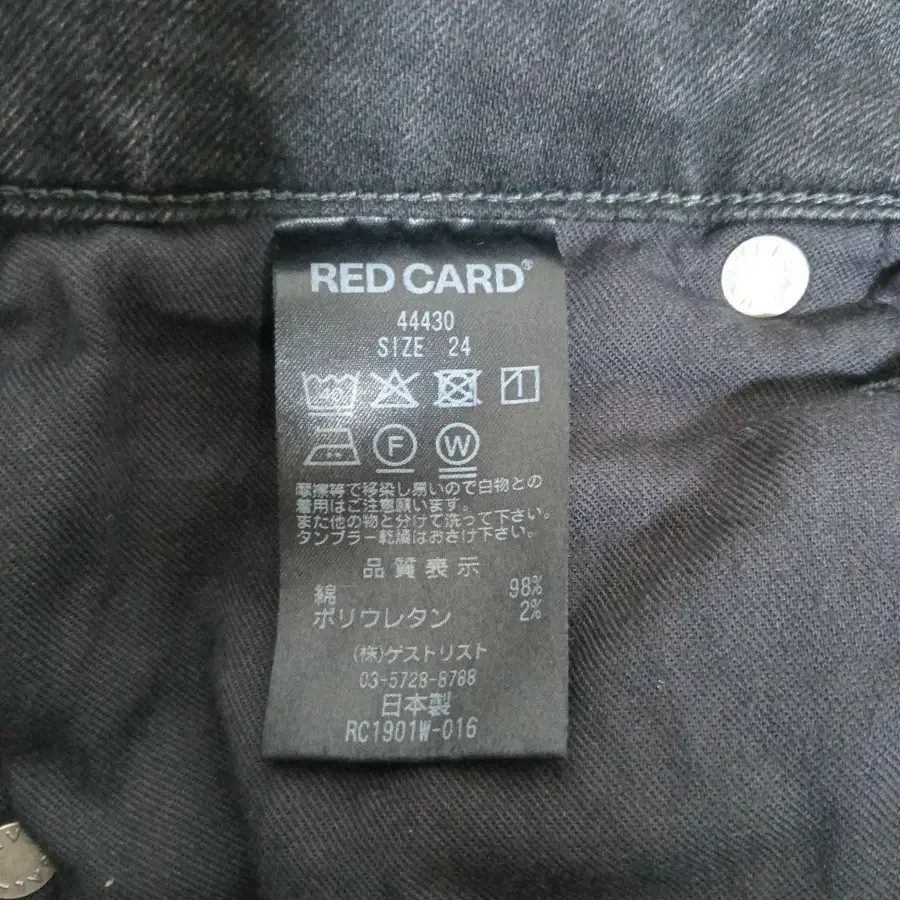 RED CARD®
44430
SIZE 24
40
F
W
摩擦等で移染し易いので白物との
着用はご注意願います。
また他の物と分けて洗って下さい。
タンブラー乾燥はおさけ下さい。
品質表示
綿 98%
ポリウレタン 2%
(株)ゲストリスト
03-5728-8788
日本製
RC1901W-016